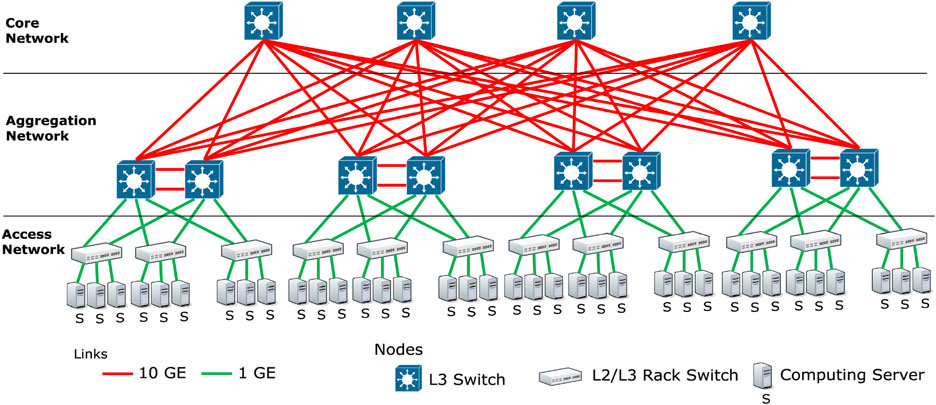 Core
Network
Aggregation
Network
Access
Network
S S S S S S S S S S S S S S S S S S S S S S S S S S S S S S S S S S S S
Links
10 GE
1 GE
Nodes
L3 Switch
L2/L3 Rack Switch
Computing Server
S